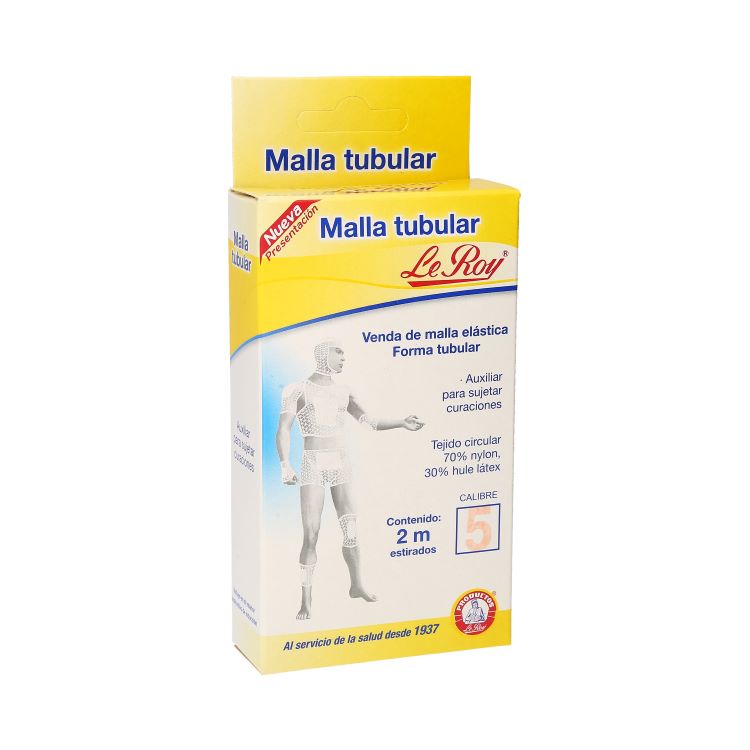 Malla tubular
Nueva
Presentación
Malla tubular
Le Roy®
Venda de malla elástica
Forma tubular
· Auxiliar
para sujetar
curaciones
Tejido circular
70% nylon,
30% hule látex
CALIBRE
5
Contenido:
2 m
estirados
PRODUCTOS
Le Roy
Al servicio de la salud desde 1937
Malla
tubular
Auxiliar
para sujetar
curaciones